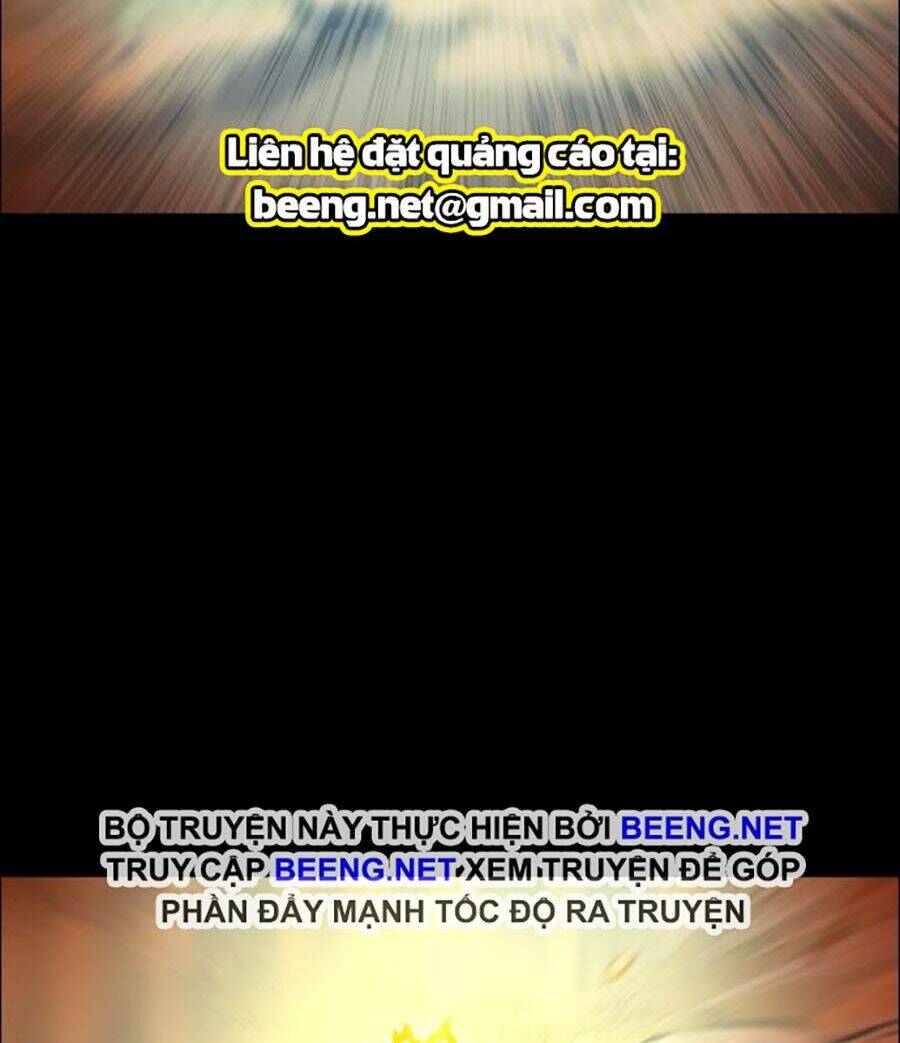 Liên hệ đặt quảng cáo tại:
beeng.net@gmail.com
BỘ TRUYỆN NÀY THỰC HIỆN BỞI BEENG.NET
TRUY CẬP BEENG.NET XEM TRUYỆN ĐỂ GÓP
PHẦN ĐẨY MẠNH TỐC ĐỘ RA TRUYỆN